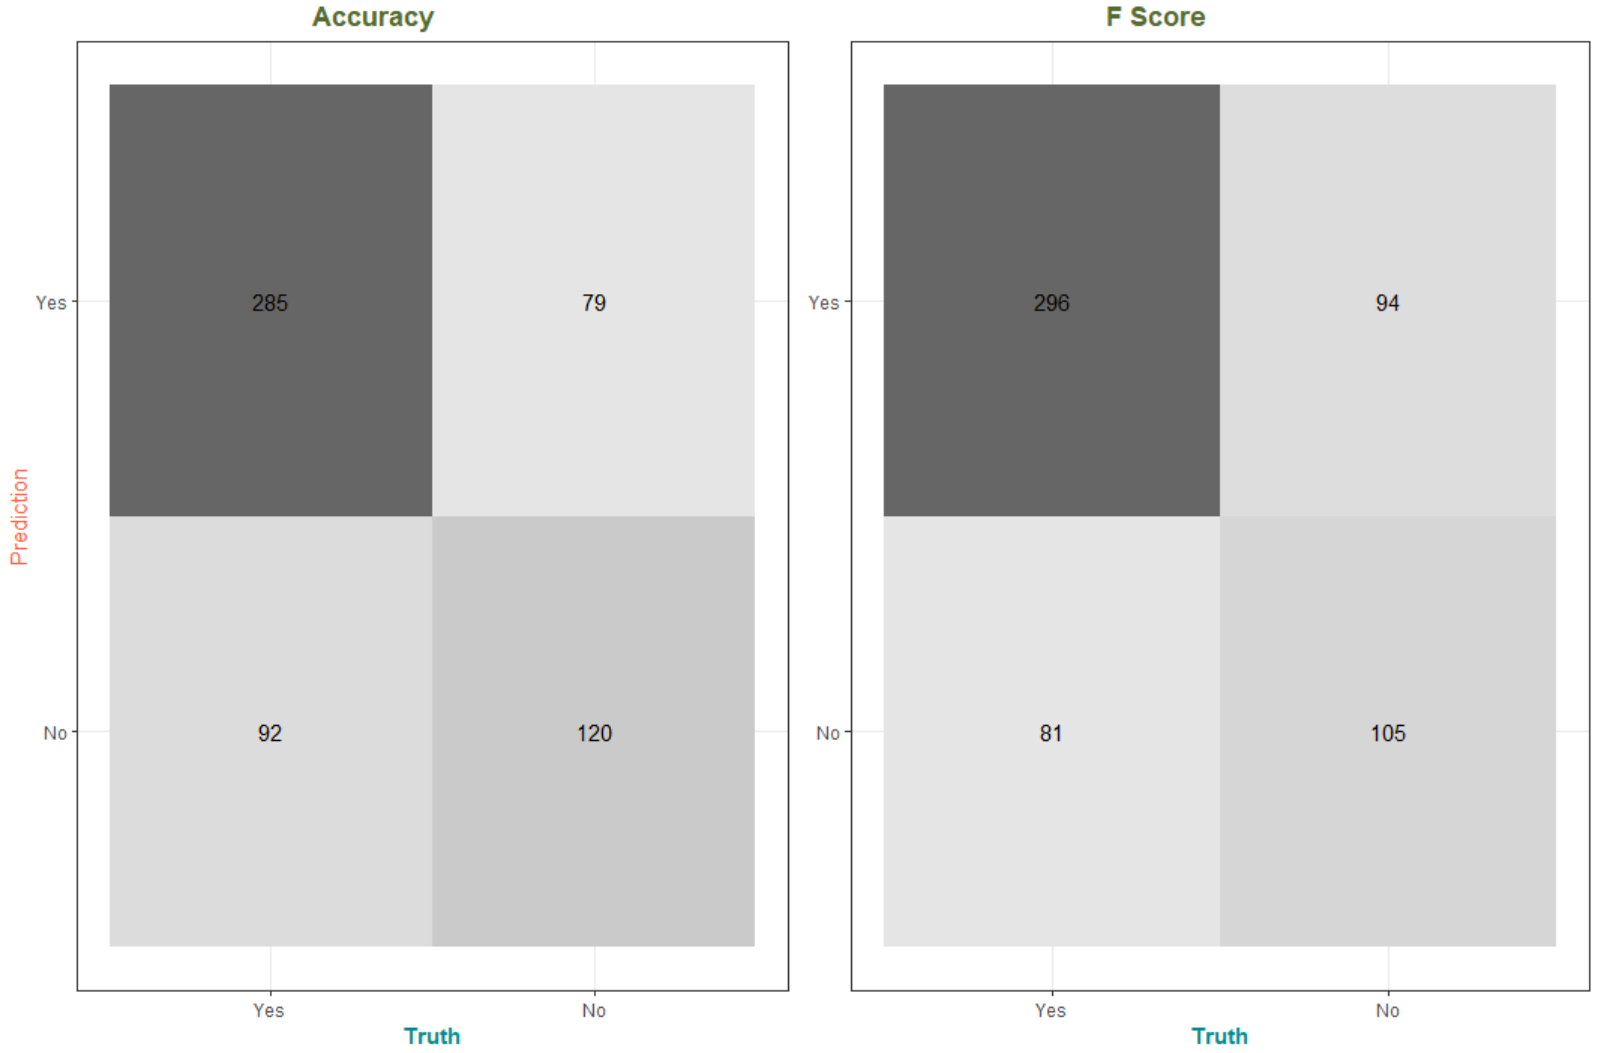 Accuracy
F Score
Prediction
Yes
285
79
No
92
120
Yes
No
Truth
Yes
296
94
No
81
105
Yes
No
Truth